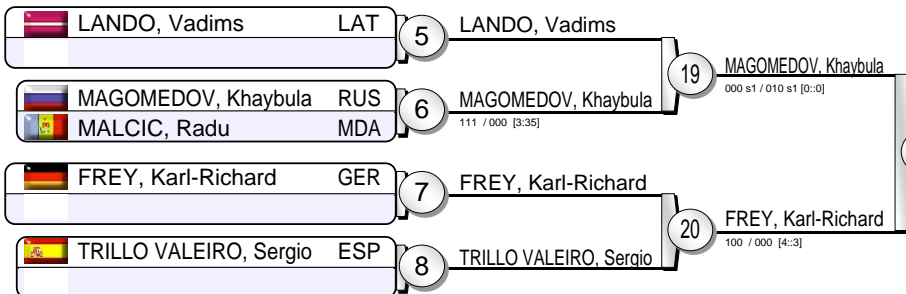 LANDO, Vadims LAT
5
LANDO, Vadims
19
MAGOMEDOV, Khaybula
000 s1 / 010 s1 [0::0]
MAGOMEDOV, Khaybula RUS
MALCIC, Radu MDA
6
MAGOMEDOV, Khaybula
111 / 000 [3:35]
FREY, Karl-Richard GER
7
FREY, Karl-Richard
20
FREY, Karl-Richard
100 / 000 [4::3]
TRILLO VALEIRO, Sergio ESP
8
TRILLO VALEIRO, Sergio